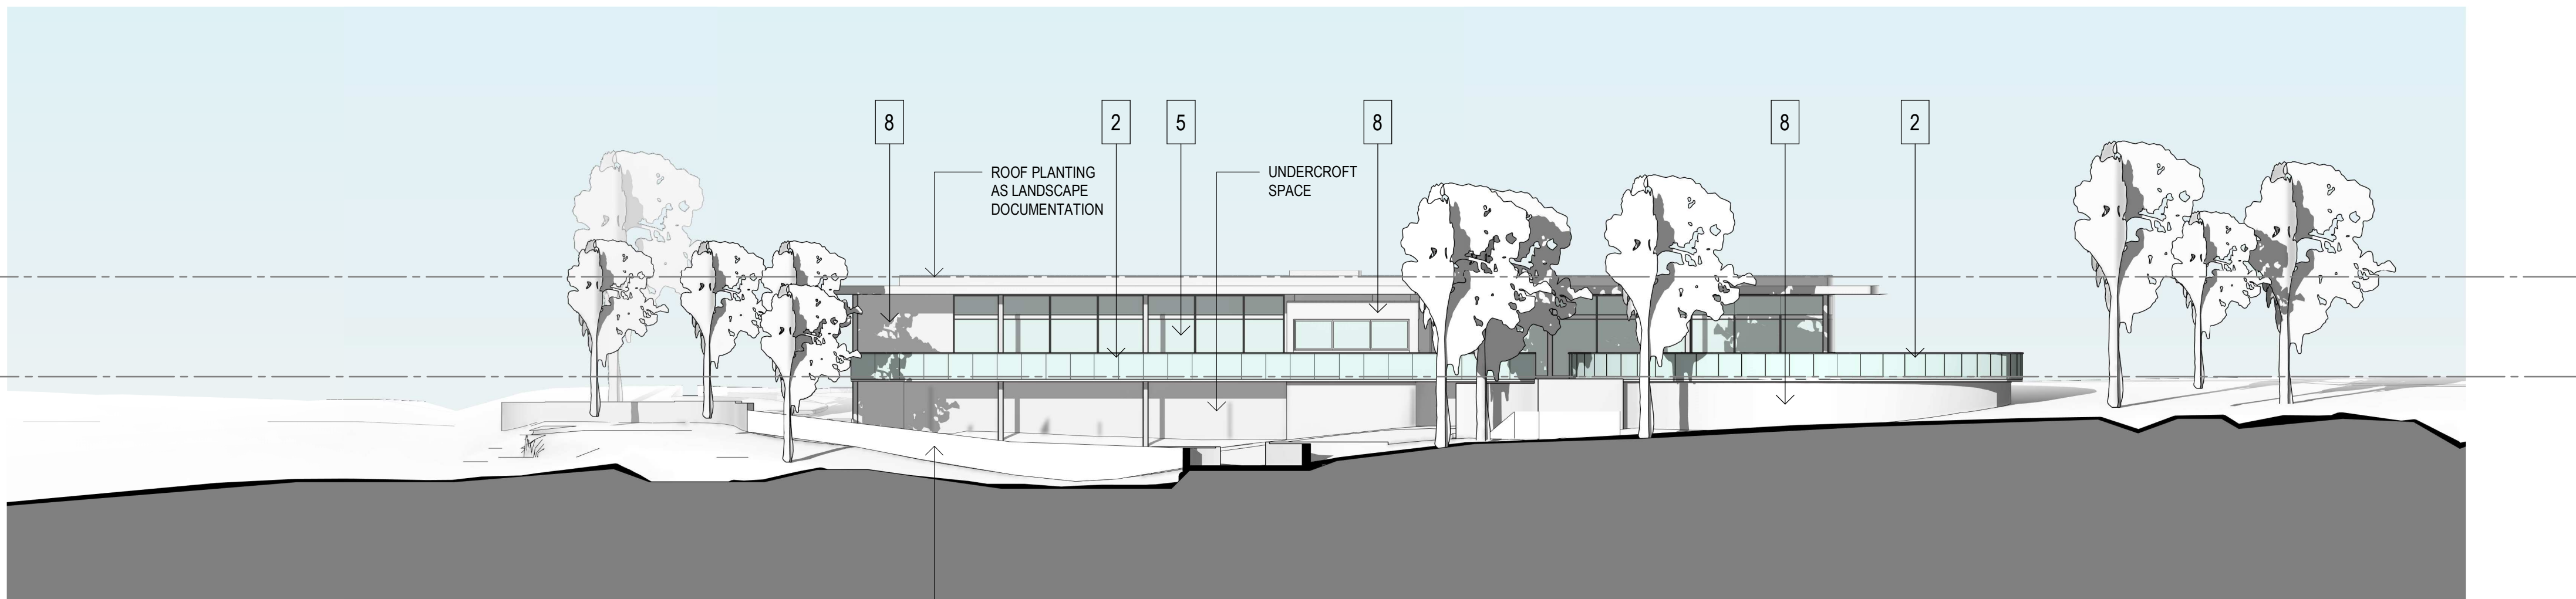 8
2
5
8
8
2
ROOF PLANTING
AS LANDSCAPE
DOCUMENTATION
UNDERCROFT
SPACE